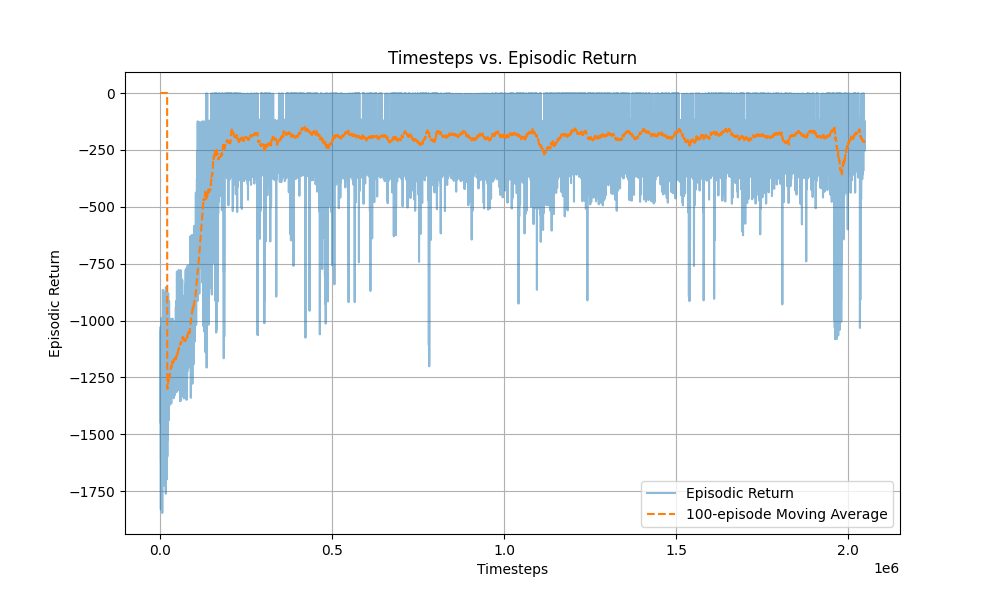 Timesteps vs. Episodic Return
Episodic Return
0
−250
−500
−750
−1000
−1250
−1500
−1750
0.0
0.5
1.0
1.5
2.0
1e6
Timesteps
Episodic Return
100-episode Moving Average